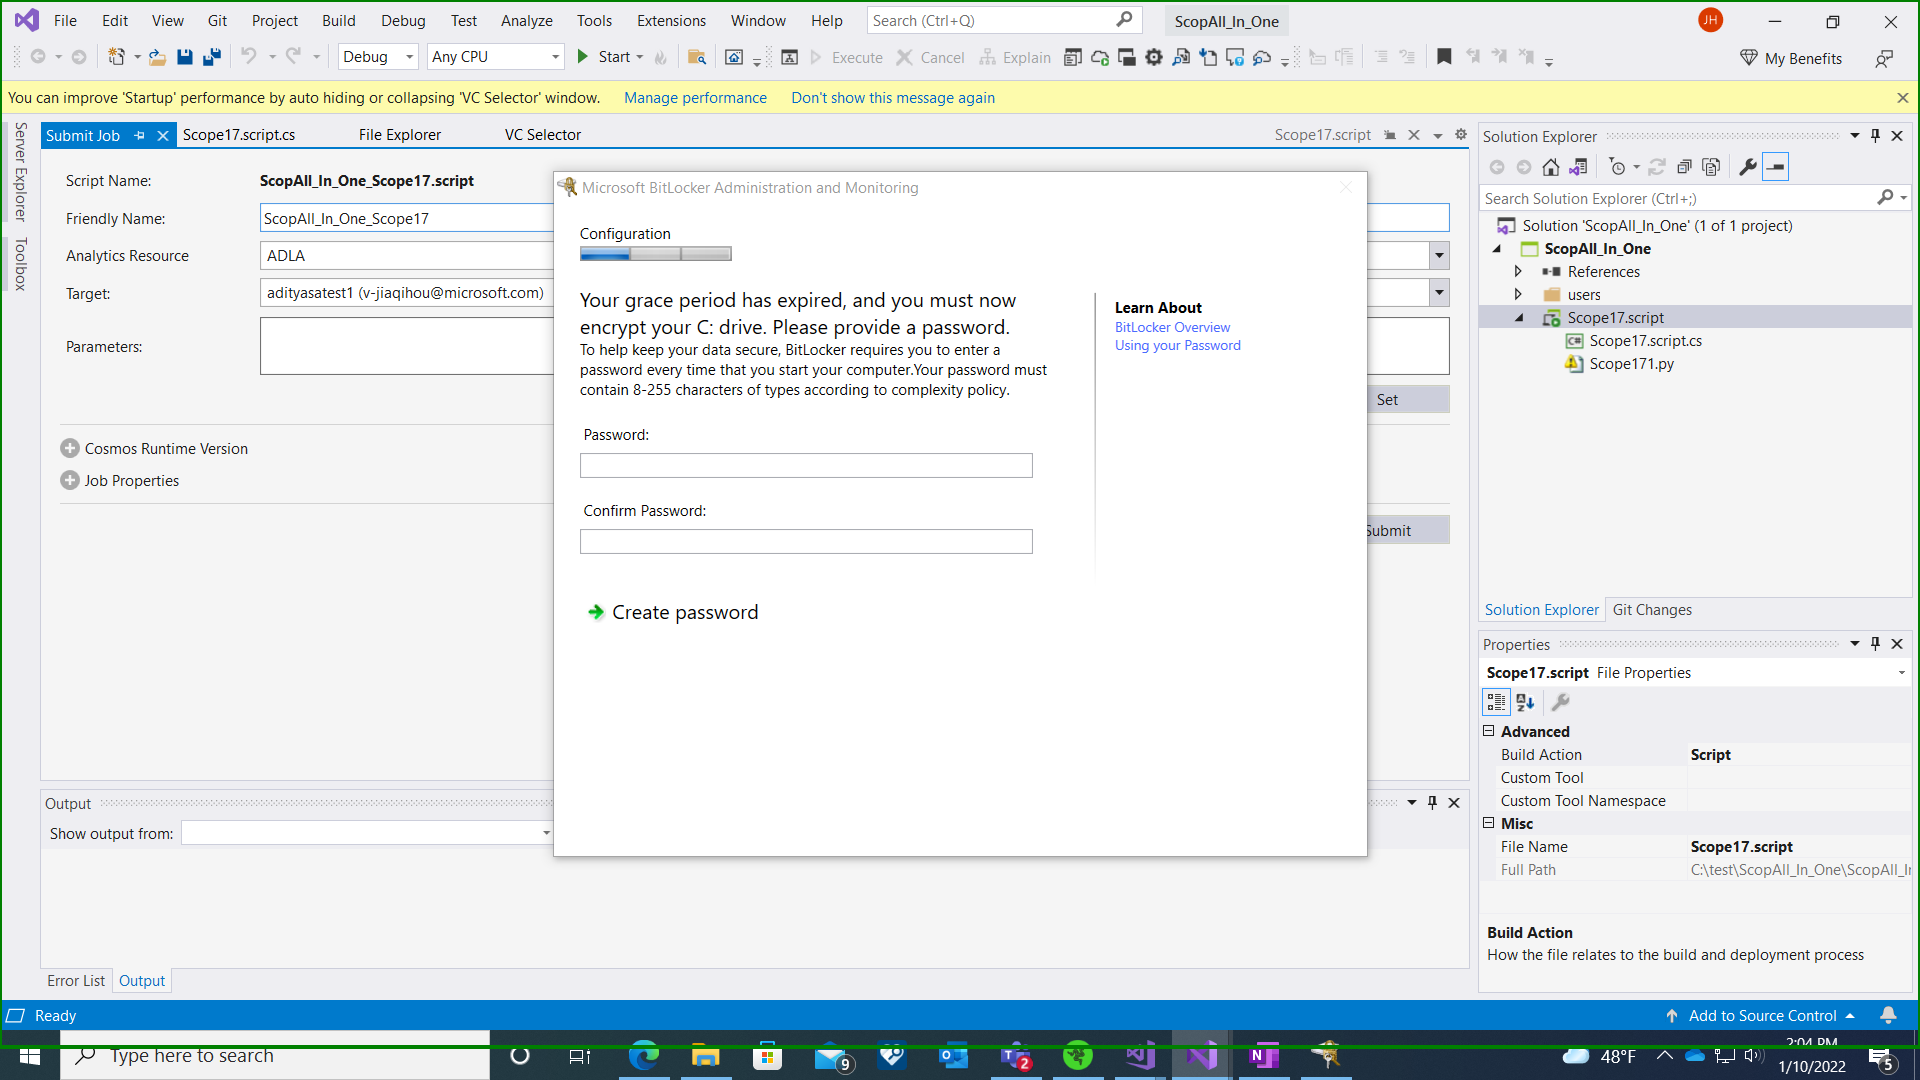 File Edit View Git Project Build Debug Test Analyze Tools Extensions Window Help Search (Ctrl+Q) ScopAll_In_One JH
Debug Any CPU Start Execute Cancel Explain My Benefits
You can improve 'Startup' performance by auto hiding or collapsing 'VC Selector' window. Manage performance Don't show this message again
Server Explorer
Toolbox
Submit Job Scope17.script.cs File Explorer VC Selector Scope17.script
Script Name: ScopAll_In_One_Scope17.script
Friendly Name: ScopAll_In_One_Scope17
Analytics Resource ADLA
Target: adityasatest1 (v-jiaqihou@microsoft.com)
Parameters:
Set
Cosmos Runtime Version
Job Properties
Submit
Microsoft BitLocker Administration and Monitoring
Configuration
Your grace period has expired, and you must now
encrypt your C: drive. Please provide a password.
To help keep your data secure, BitLocker requires you to enter a
password every time that you start your computer.Your password must
contain 8-255 characters of types according to complexity policy.
Password:
Confirm Password:
Create password
Learn About
BitLocker Overview
Using your Password
Output
Show output from:
Error List Output
Solution Explorer
Search Solution Explorer (Ctrl+;)
Solution 'ScopAll_In_One' (1 of 1 project)
ScopAll_In_One
References
users
Scope17.script
C# Scope17.script.cs
Scope171.py
Solution Explorer Git Changes
Properties
Scope17.script File Properties
Advanced
Build Action Script
Custom Tool
Custom Tool Namespace
Misc
File Name Scope17.script
Full Path C:\test\ScopAll_In_One\ScopAll_I
Build Action
How the file relates to the build and deployment process
Ready Add to Source Control
Type here to search 9 2 N 48°F 2:04 PM
1/10/2022 5